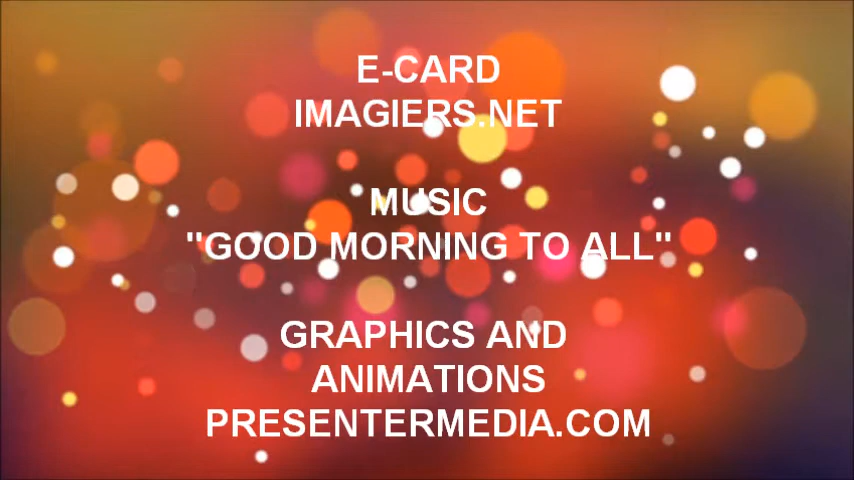 E-CARD
IMAGIERS.NET
MUSIC
"GOOD MORNING TO ALL"
GRAPHICS AND
ANIMATIONS
PRESENTERMEDIA.COM